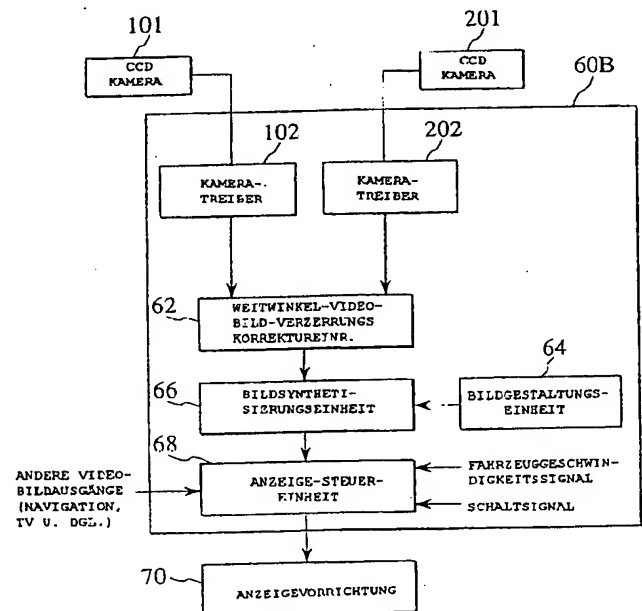 101
201
CCD
KAMERA
CCD
KAMERA
60B
102
202
KAMERA-
TREIBER
KAMERA-
TREIBER
62
WEITWINKEL-VIDEO-
BILD-VERZERRUNGS
KORREKTUREINR.
64
66
BILDSYNTHETI-
SIZRUNGSEINHEIT
BILDGESTALTUNGS-
EINHEIT
68
ANDERE VIDEO-
BILDAUSGÄNGE
(NAVIGATION,
TV U. DGL.)
ANZEIGE-STEUER-
EINHEIT
FAHRZEUGGESCHWIN-
DIGKEITSSIGNAL
SCHALTSIGNAL
70
ANZEIGEVORRICHTUNG